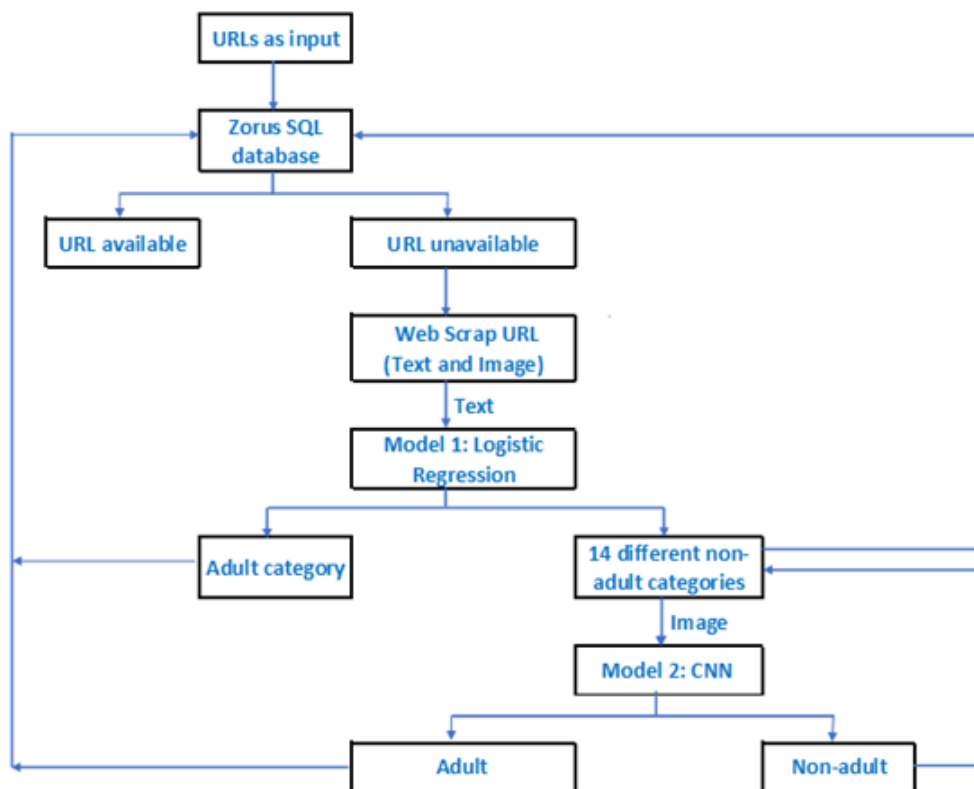 URLs as input
Zorus SQL
database
URL available
URL unavailable
Web Scrap URL
(Text and Image)
Text
Model 1: Logistic
Regression
Adult category
14 different non-
adult categories
Image
Model 2: CNN
Adult
Non-adult